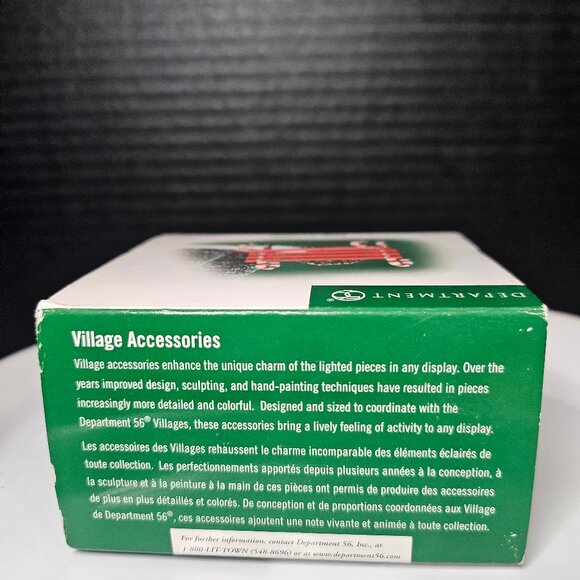 DEPARTMENT 56 ®
Village Accessories
Village accessories enhance the unique charm of the lighted pieces in any display. Over the
years improved design, sculpting, and hand-painting techniques have resulted in pieces
increasingly more detailed and colorful. Designed and sized to coordinate with the
Department 56® Villages, these accessories bring a lively feeling of activity to any display.
Les accessoires des Villages rehaussent le charme incomparable des éléments éclairés de
toute collection. Les perfectionnements apportés depuis plusieurs années à la conception, à
la sculpture et à la peinture à la main de ces pièces ont permis de produire des accessoires
de plus en plus détaillés et colorés. De conception et de proportions coordonnées aux Village
de Department 56®, ces accessoires ajoutent une note vivante et animée à toute collection.
For further information, contact Department 56, Inc., at
1-800-LIT-TOWN (548-8696) or at www.department56.com